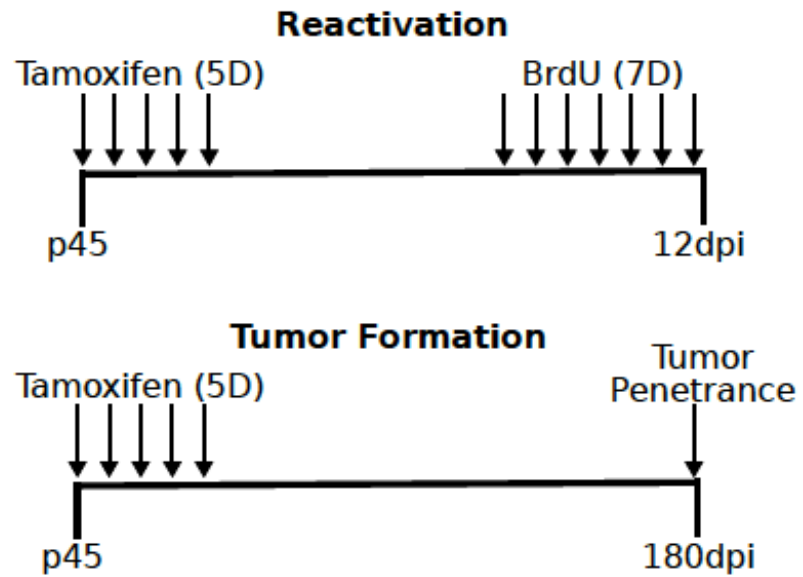 Reactivation
Tamoxifen (5D)
BrdU (7D)
p45
12dpi
Tumor Formation
Tamoxifen (5D)
Tumor
Penetrance
p45
180dpi